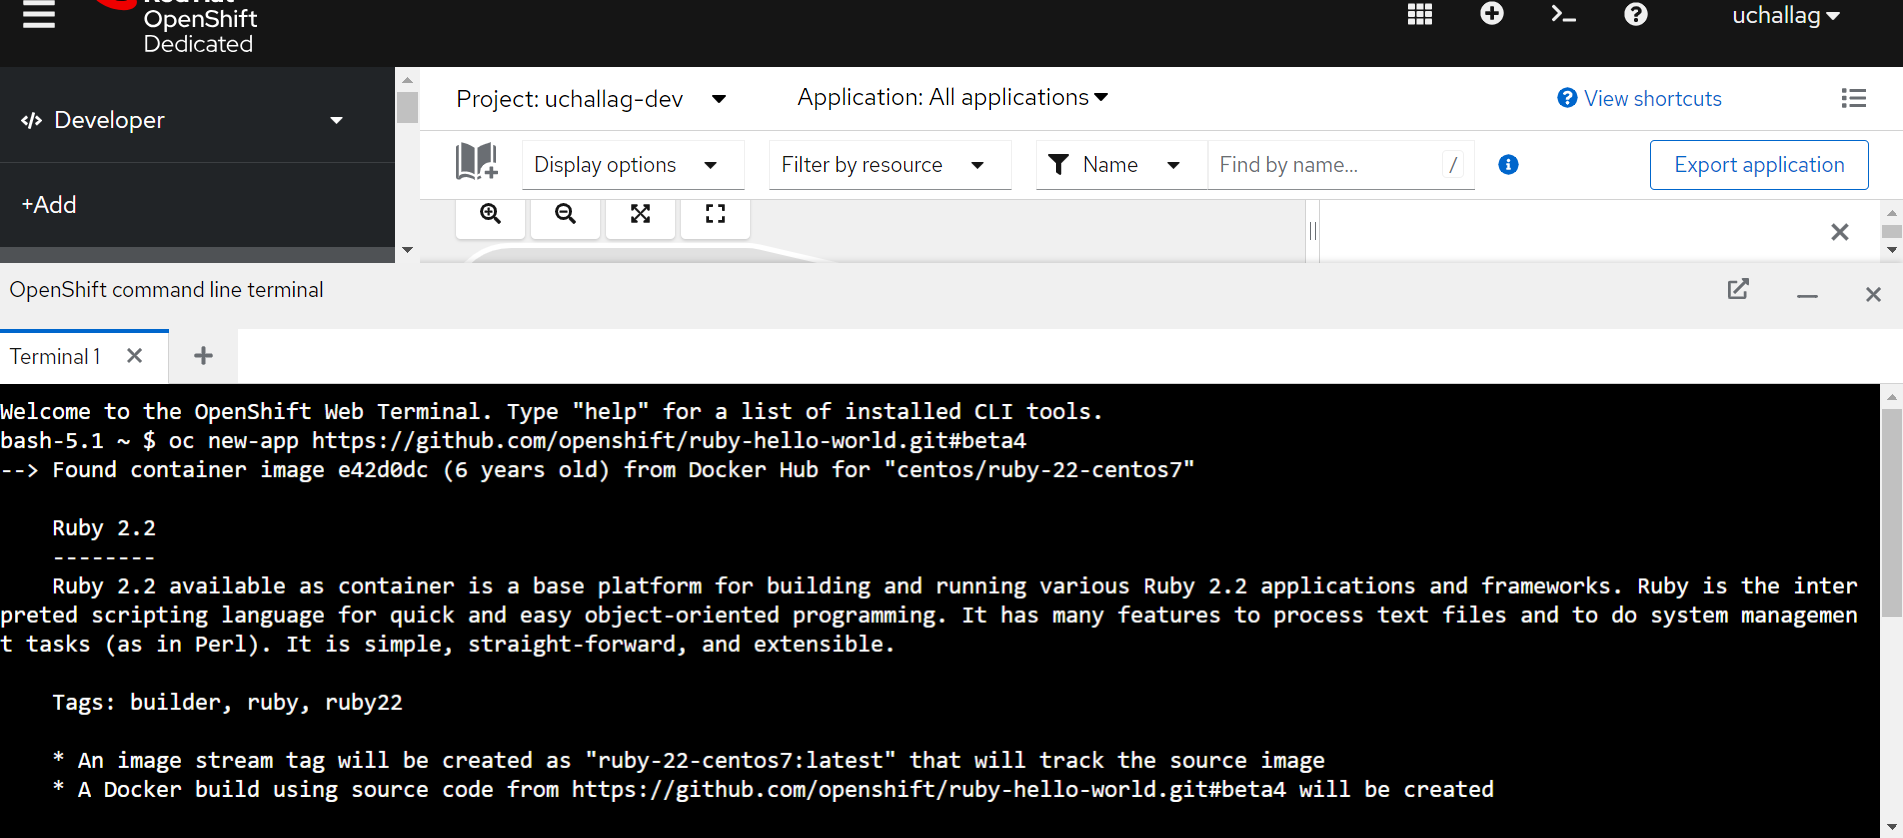 OpenShift
Dedicated
uchallag
Developer
+Add
Project: uchallag-dev
Application: All applications
View shortcuts
Display options
Filter by resource
Name
Find by name...
/
Export application
OpenShift command line terminal
Terminal 1
Welcome to the OpenShift Web Terminal. Type "help" for a list of installed CLI tools.
bash-5.1 ~ $ oc new-app https://github.com/openshift/ruby-hello-world.git#beta4
--> Found container image e42d0dc (6 years old) from Docker Hub for "centos/ruby-22-centos7"
Ruby 2.2
--------
Ruby 2.2 available as container is a base platform for building and running various Ruby 2.2 applications and frameworks. Ruby is the inter
preted scripting language for quick and easy object-oriented programming. It has many features to process text files and to do system managemen
t tasks (as in Perl). It is simple, straight-forward, and extensible.
Tags: builder, ruby, ruby22
* An image stream tag will be created as "ruby-22-centos7:latest" that will track the source image
* A Docker build using source code from https://github.com/openshift/ruby-hello-world.git#beta4 will be created